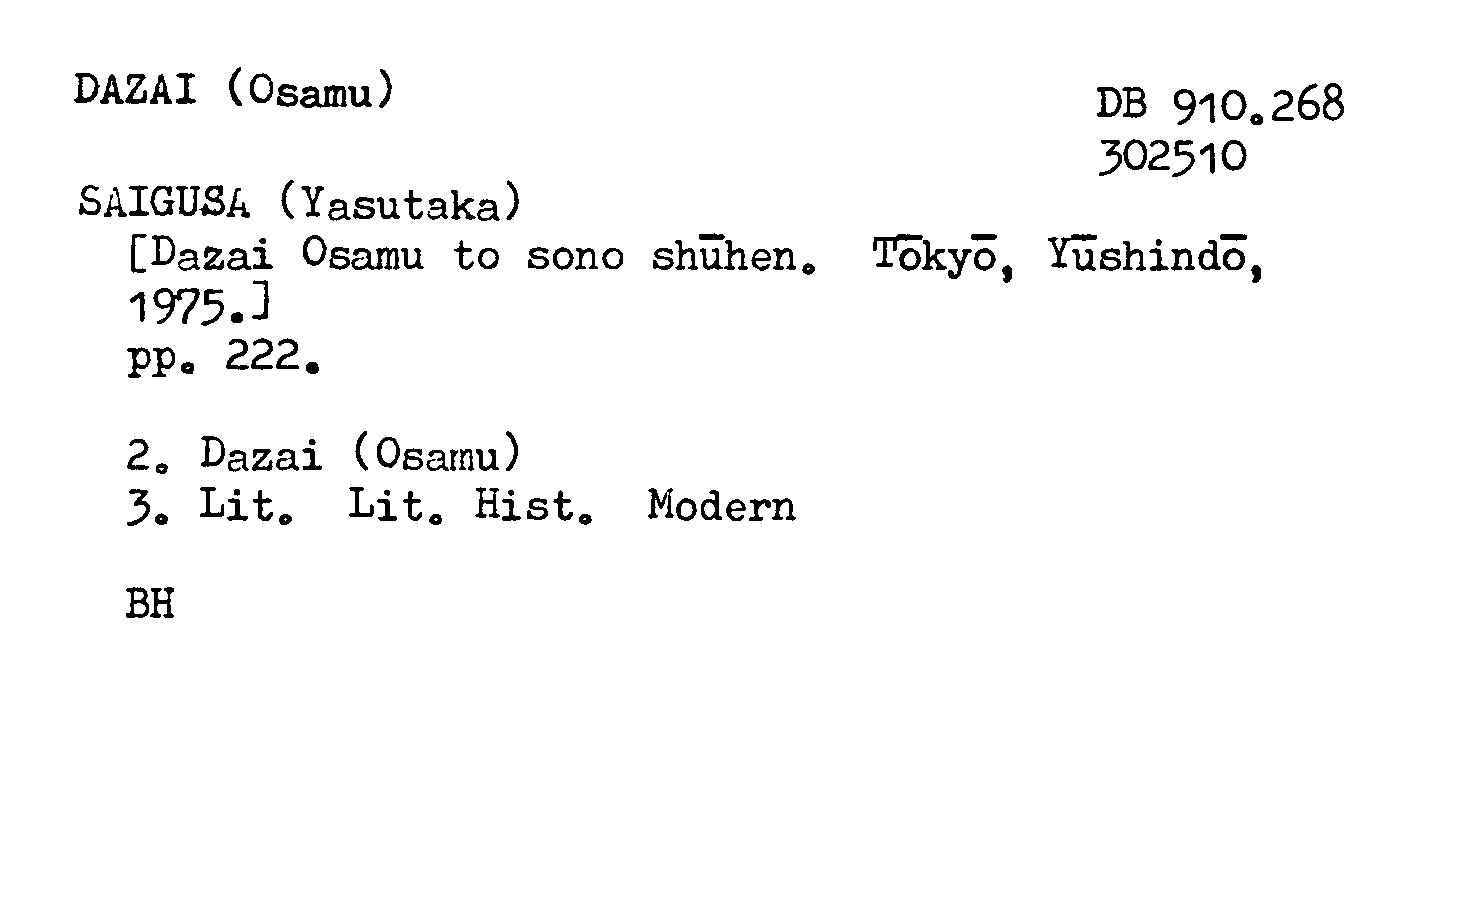 DAZAI (Osamu)
DB 910.268
302510
SAIGUSA (Yasutaka)
[Dazai Osamu to sono shūhen. Tōkyō, Yūshindō,
1975.]
pp. 222.
2. Dazai (Osamu)
3. Lit. Lit. Hist. Modern
BH